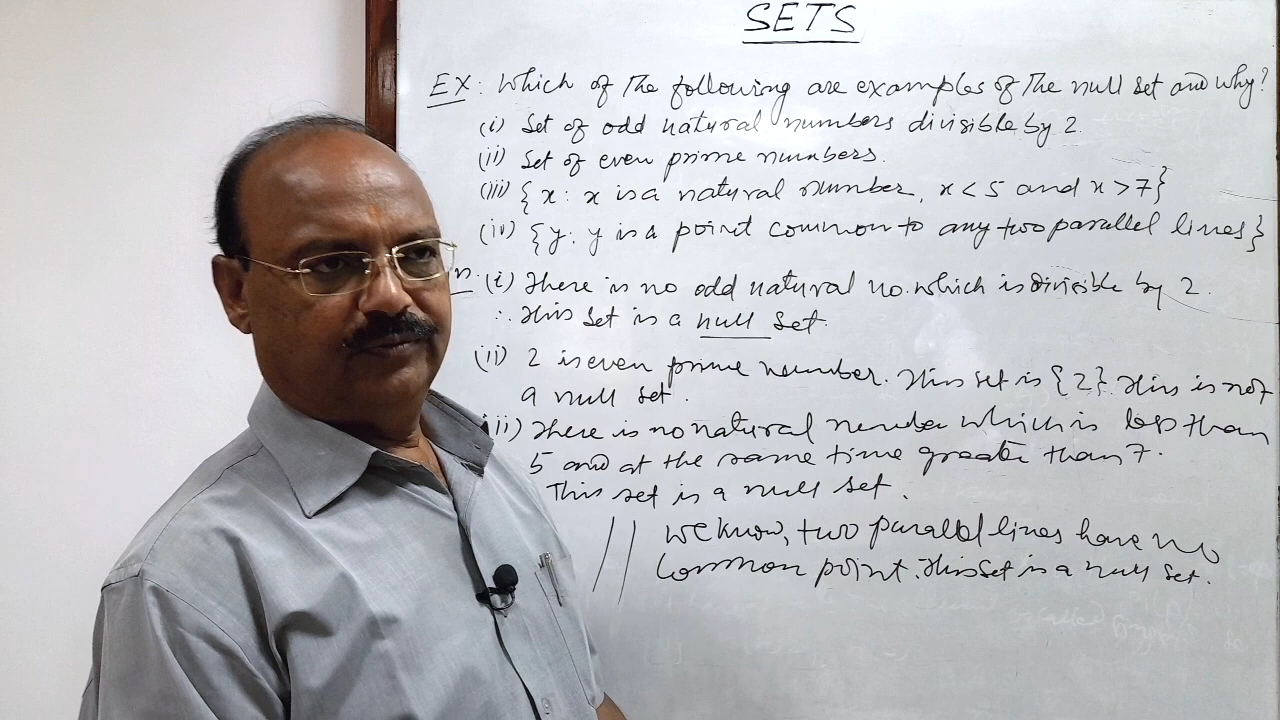 SETS
EX: Which of the following are examples of the null set and why?
(i) Set of odd natural numbers divisible by 2.
(ii) Set of even prime numbers.
(iii) {x: x is a natural number, x < 5 and x > 7}
(iv) {y: y is a point common to any two parallel lines}
n. (i) There is no odd natural no. which is divisible by 2.
∴ This set is a null set.
(ii) 2 is even prime number. This set is {2}. This is not
a null set.
ii) There is no natural number which is less than
5 and at the same time greater than 7.
This set is a null set.
// We know, two parallel lines have no
common point. This set is a null set.